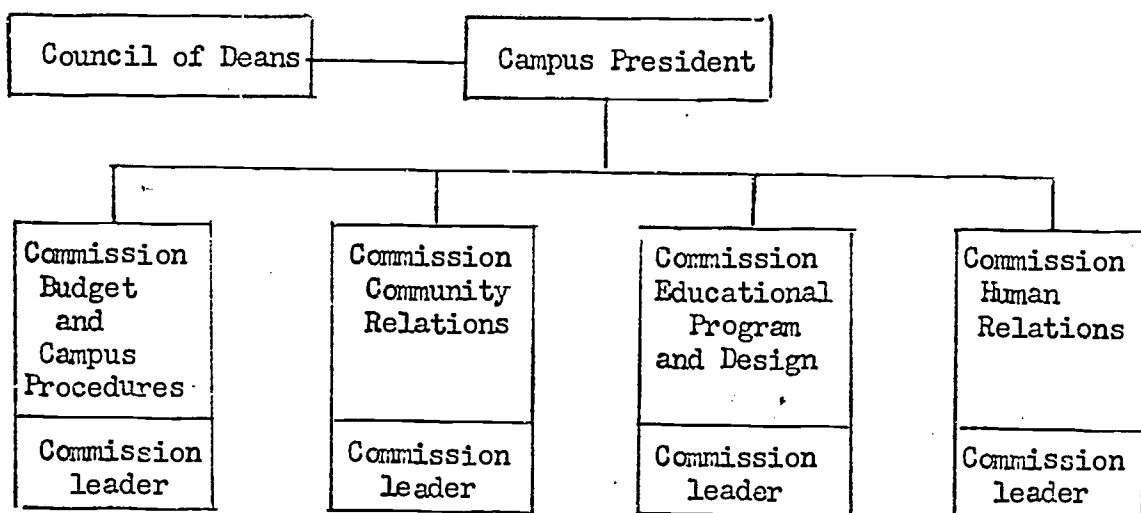 Council of Deans
Campus President
Commission
Budget
and
Campus
Procedures
Commission
leader
Commission
Community
Relations
Commission
leader
Commission
Educational
Program
and Design
Commission
leader
Commission
Human
Relations
Commission
leader